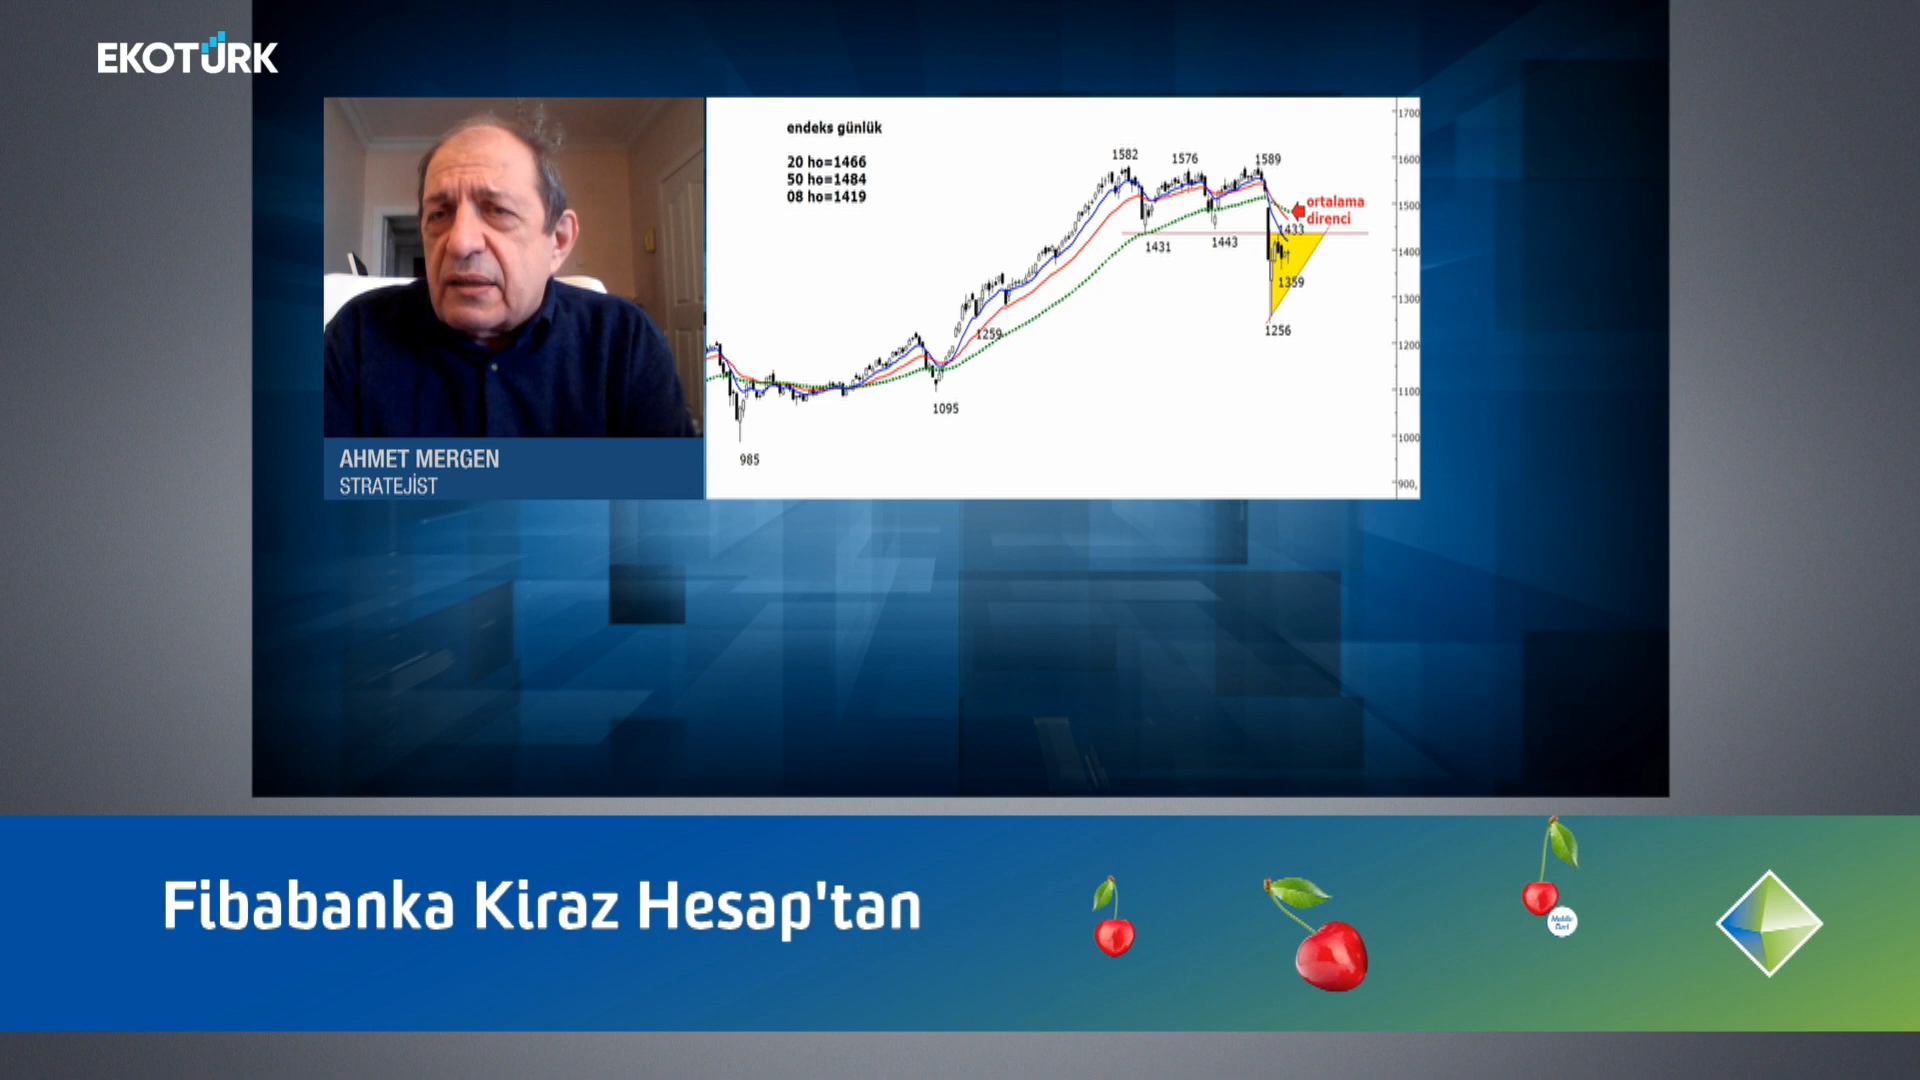 EKOTÜRK
endeks günlük
20 ho=1466
50 ho=1484
08 ho=1419
1582
1576
1589
ortalama
direnci
1433
1431
1443
1359
1259
1256
1095
985
1700
1600
1500
1400
1300
1200
1100
1000
900,
AHMET MERGEN
STRATEJİST
Fibabanka Kiraz Hesap'tan